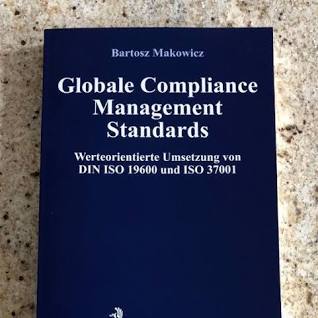 Bartosz Makowicz
Globale Compliance
Management
Standards
Werteorientierte Umsetzung von
DIN ISO 19600 und ISO 37001